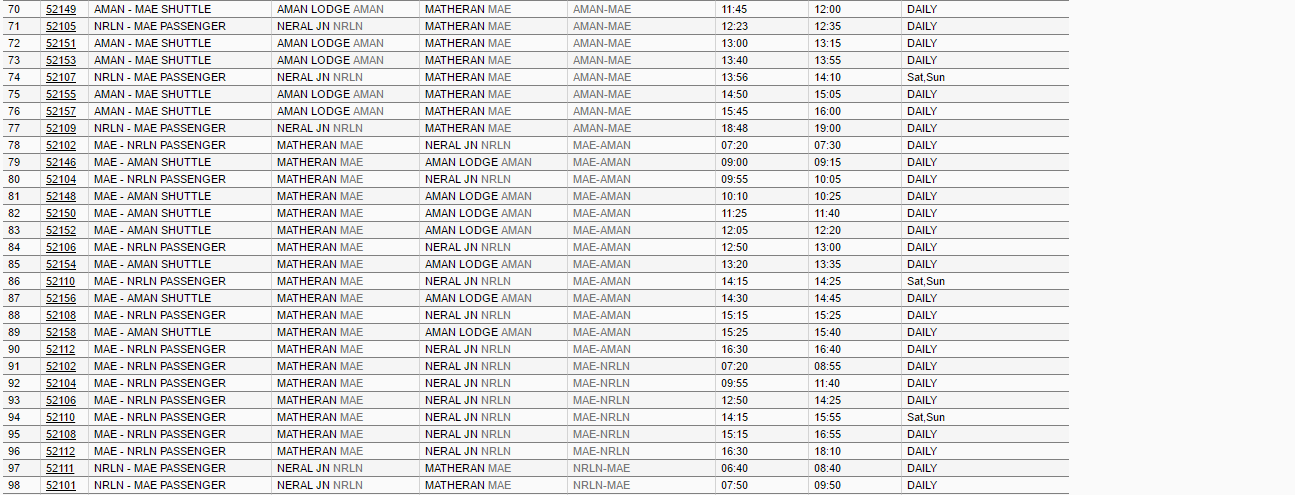 70 52149 AMAN - MAE SHUTTLE AMAN LODGE AMAN MATHERAN MAE AMAN-MAE 11:45 12:00 DAILY
71 52105 NRLN - MAE PASSENGER NERAL JN NRLN MATHERAN MAE AMAN-MAE 12:23 12:35 DAILY
72 52151 AMAN - MAE SHUTTLE AMAN LODGE AMAN MATHERAN MAE AMAN-MAE 13:00 13:15 DAILY
73 52153 AMAN - MAE SHUTTLE AMAN LODGE AMAN MATHERAN MAE AMAN-MAE 13:40 13:55 DAILY
74 52107 NRLN - MAE PASSENGER NERAL JN NRLN MATHERAN MAE AMAN-MAE 13:56 14:10 Sat,Sun
75 52155 AMAN - MAE SHUTTLE AMAN LODGE AMAN MATHERAN MAE AMAN-MAE 14:50 15:05 DAILY
76 52157 AMAN - MAE SHUTTLE AMAN LODGE AMAN MATHERAN MAE AMAN-MAE 15:45 16:00 DAILY
77 52109 NRLN - MAE PASSENGER NERAL JN NRLN MATHERAN MAE AMAN-MAE 18:48 19:00 DAILY
78 52102 MAE - NRLN PASSENGER MATHERAN MAE NERAL JN NRLN MAE-AMAN 07:20 07:30 DAILY
79 52146 MAE - AMAN SHUTTLE MATHERAN MAE AMAN LODGE AMAN MAE-AMAN 09:00 09:15 DAILY
80 52104 MAE - NRLN PASSENGER MATHERAN MAE NERAL JN NRLN MAE-AMAN 09:55 10:05 DAILY
81 52148 MAE - AMAN SHUTTLE MATHERAN MAE AMAN LODGE AMAN MAE-AMAN 10:10 10:25 DAILY
82 52150 MAE - AMAN SHUTTLE MATHERAN MAE AMAN LODGE AMAN MAE-AMAN 11:25 11:40 DAILY
83 52152 MAE - AMAN SHUTTLE MATHERAN MAE AMAN LODGE AMAN MAE-AMAN 12:05 12:20 DAILY
84 52106 MAE - NRLN PASSENGER MATHERAN MAE NERAL JN NRLN MAE-AMAN 12:50 13:00 DAILY
85 52154 MAE - AMAN SHUTTLE MATHERAN MAE AMAN LODGE AMAN MAE-AMAN 13:20 13:35 DAILY
86 52110 MAE - NRLN PASSENGER MATHERAN MAE NERAL JN NRLN MAE-AMAN 14:15 14:25 Sat,Sun
87 52156 MAE - AMAN SHUTTLE MATHERAN MAE AMAN LODGE AMAN MAE-AMAN 14:30 14:45 DAILY
88 52108 MAE - NRLN PASSENGER MATHERAN MAE NERAL JN NRLN MAE-AMAN 15:15 15:25 DAILY
89 52158 MAE - AMAN SHUTTLE MATHERAN MAE AMAN LODGE AMAN MAE-AMAN 15:25 15:40 DAILY
90 52112 MAE - NRLN PASSENGER MATHERAN MAE NERAL JN NRLN MAE-AMAN 16:30 16:40 DAILY
91 52102 MAE - NRLN PASSENGER MATHERAN MAE NERAL JN NRLN MAE-NRLN 07:20 08:55 DAILY
92 52104 MAE - NRLN PASSENGER MATHERAN MAE NERAL JN NRLN MAE-NRLN 09:55 11:40 DAILY
93 52106 MAE - NRLN PASSENGER MATHERAN MAE NERAL JN NRLN MAE-NRLN 12:50 14:25 DAILY
94 52110 MAE - NRLN PASSENGER MATHERAN MAE NERAL JN NRLN MAE-NRLN 14:15 15:55 Sat,Sun
95 52108 MAE - NRLN PASSENGER MATHERAN MAE NERAL JN NRLN MAE-NRLN 15:15 16:55 DAILY
96 52112 MAE - NRLN PASSENGER MATHERAN MAE NERAL JN NRLN MAE-NRLN 16:30 18:10 DAILY
97 52111 NRLN - MAE PASSENGER NERAL JN NRLN MATHERAN MAE NRLN-MAE 06:40 08:40 DAILY
98 52101 NRLN - MAE PASSENGER NERAL JN NRLN MATHERAN MAE NRLN-MAE 07:50 09:50 DAILY